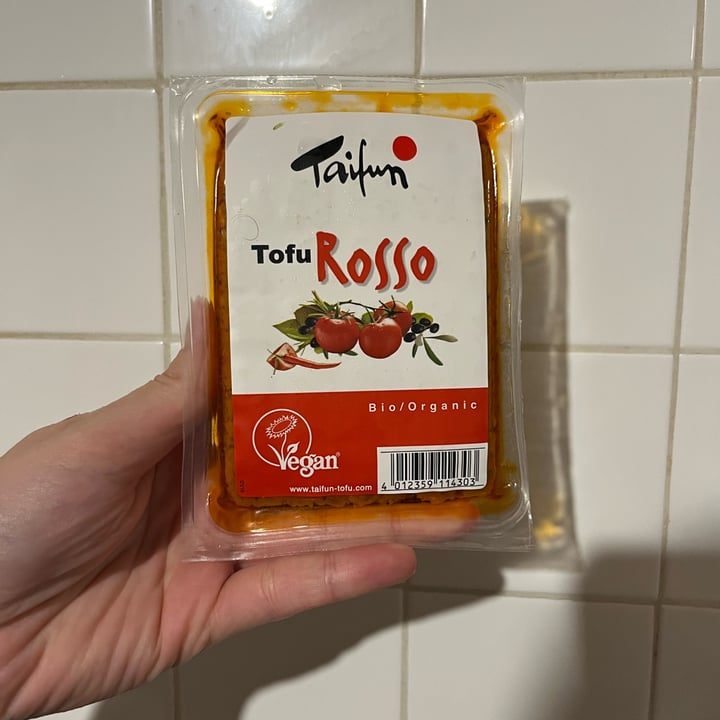 Taifun
Tofu Rosso
Bio/Organic
Vegan®
www.taifun-tofu.com
4 012359 114303